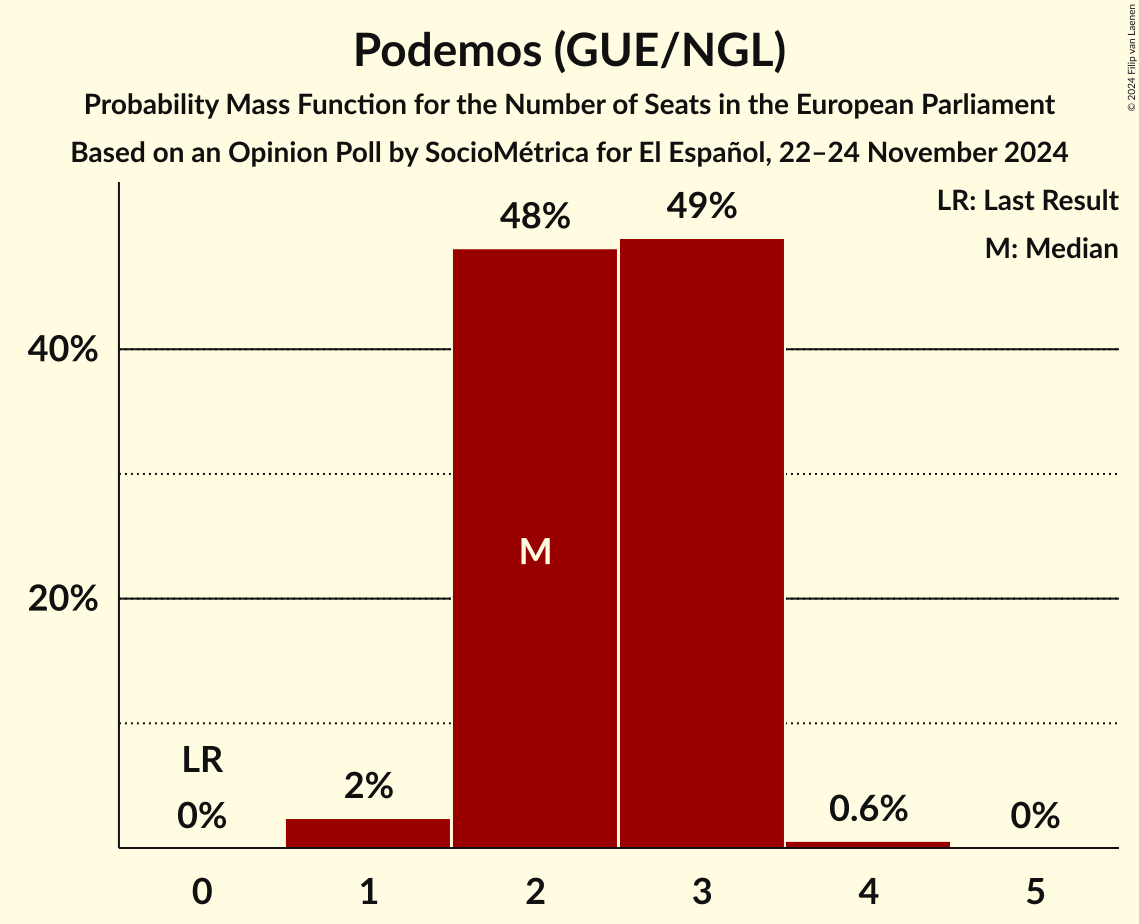 Podemos (GUE/NGL)
Probability Mass Function for the Number of Seats in the European Parliament
Based on an Opinion Poll by SocioMétrica for El Español, 22–24 November 2024
© 2024 Filip van Laenen
LR: Last Result
M: Median
48%
49%
40%
M
20%
LR
0%
2%
0.6%
0%
0 1 2 3 4 5